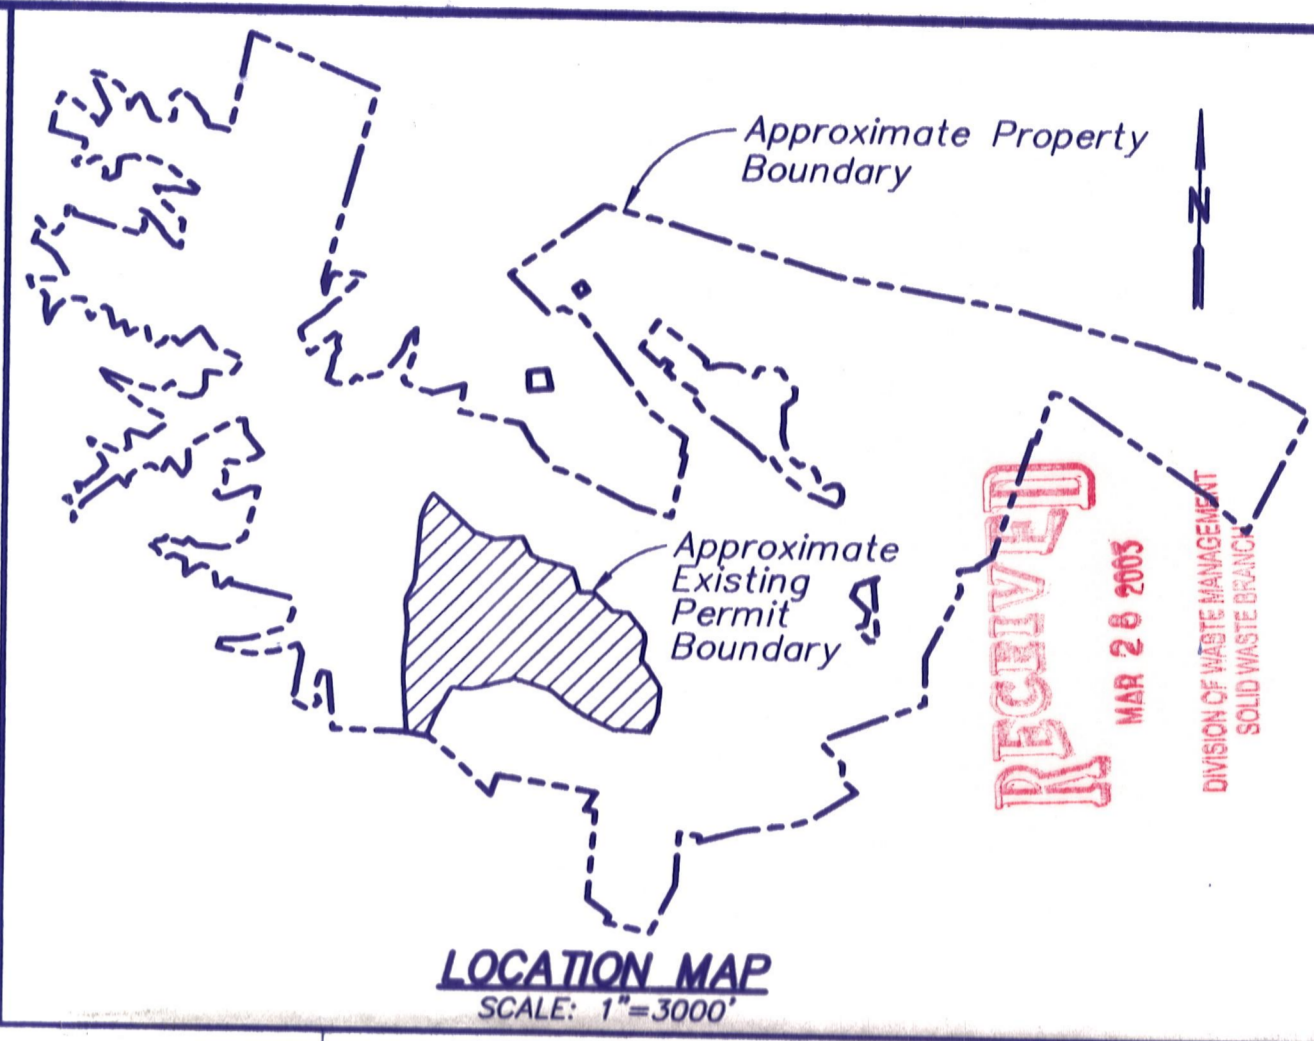 Approximate Property
Boundary
N
Approximate
Existing
Permit
Boundary
RECEIVED
MAR 28 2003
DIVISION OF WASTE MANAGEMENT
SOLID WASTE BRANCH
LOCATION MAP
SCALE: 1"=3000'